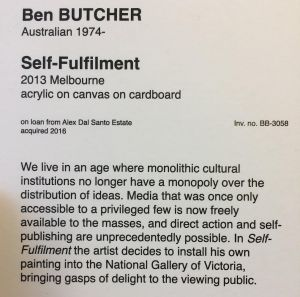 Ben BUTCHER
Australian 1974-
Self-Fulfilment
2013 Melbourne
acrylic on canvas on cardboard
on loan from Alex Dal Santo Estate
acquired 2016
Inv. no. BB-3058
We live in an age where monolithic cultural
institutions no longer have a monopoly over the
distribution of ideas. Media that was once only
accessible to a privileged few is now freely
available to the masses, and direct action and self-
publishing are unprecedentedly possible. In Self-
Fulfilment the artist decides to install his own
painting into the National Gallery of Victoria,
bringing gasps of delight to the viewing public.